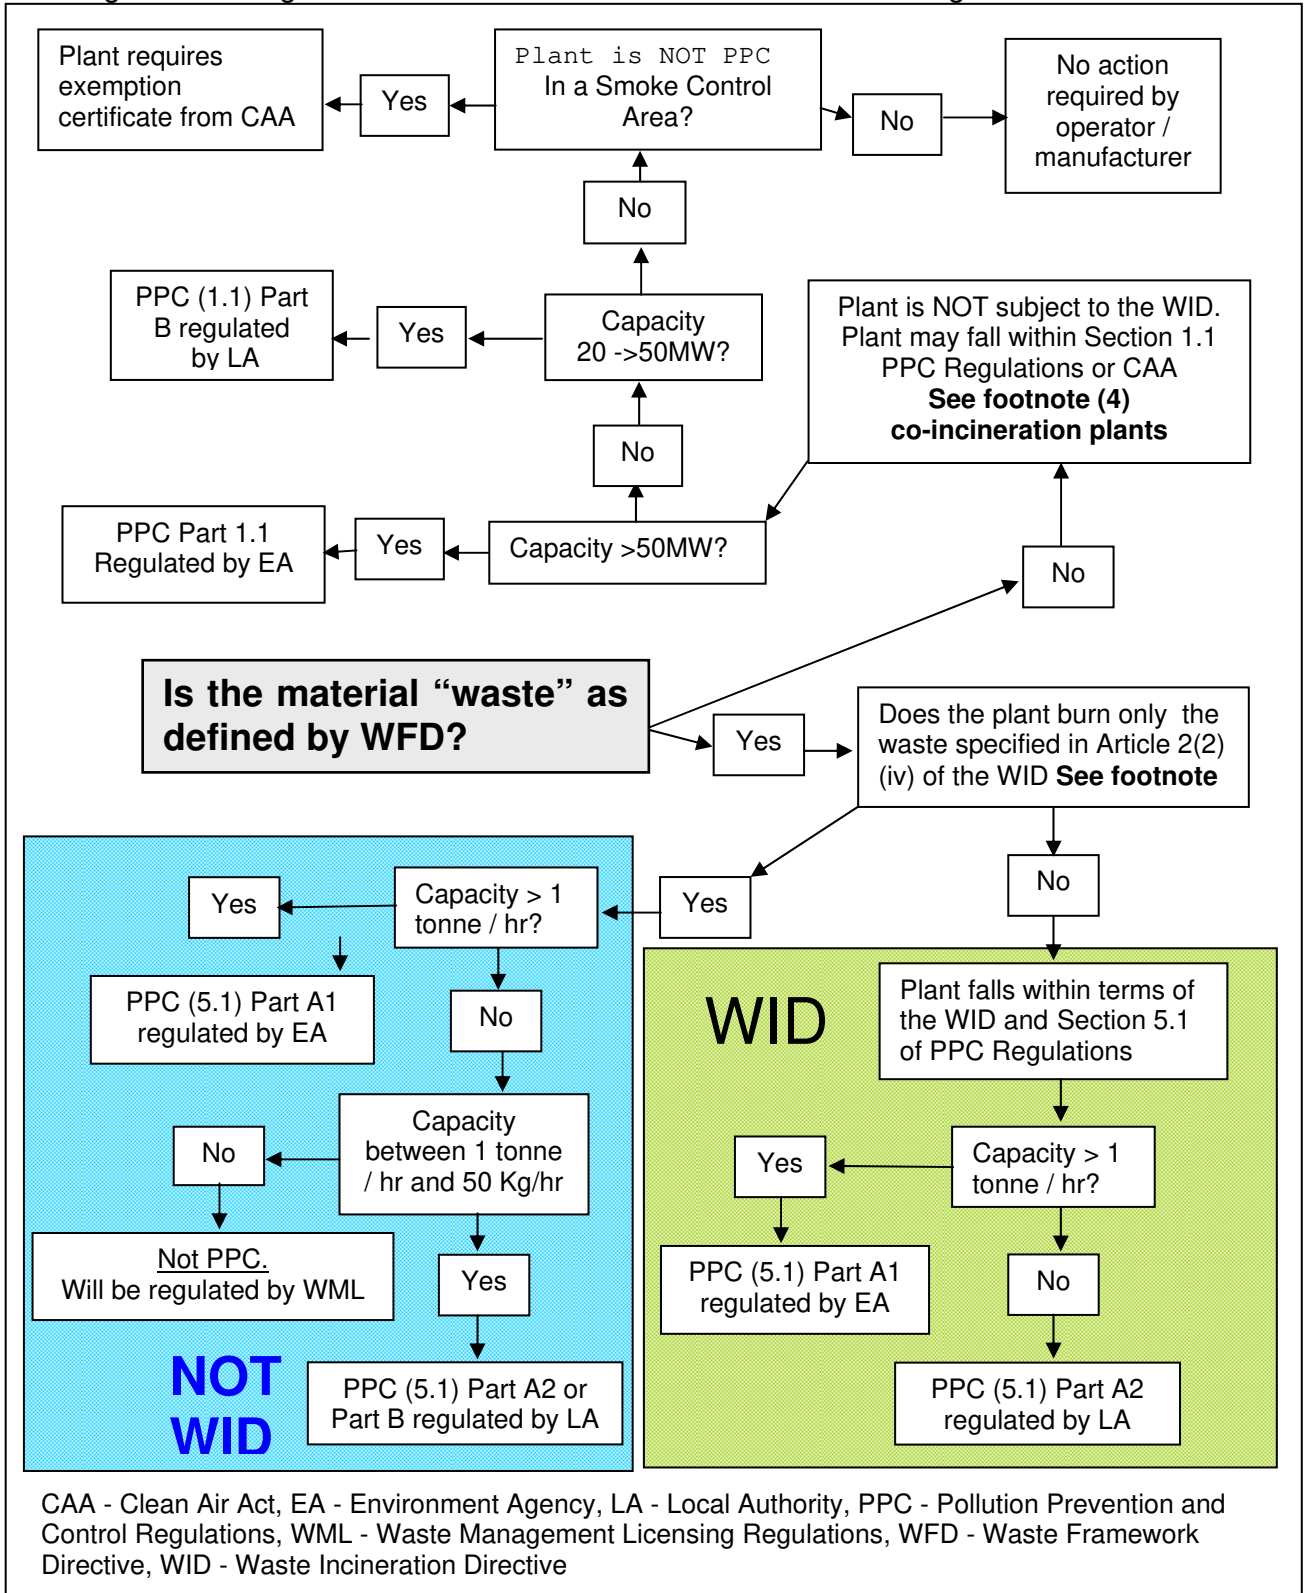 Plant requires
exemption
certificate from CAA
Yes
Plant is NOT PPC
In a Smoke Control
Area?
No
No action
required by
operator /
manufacturer
No
PPC (1.1) Part
B regulated
by LA
Yes
Capacity
20 ->50MW?
Plant is NOT subject to the WID.
Plant may fall within Section 1.1
PPC Regulations or CAA
See footnote (4)
co-incineration plants
No
PPC Part 1.1
Regulated by EA
Yes
Capacity >50MW?
No
Is the material “waste” as
defined by WFD?
Yes
Does the plant burn only the
waste specified in Article 2(2)
(iv) of the WID See footnote
Yes
Capacity > 1
tonne / hr?
Yes
No
PPC (5.1) Part A1
regulated by EA
No
WID
Plant falls within terms of
the WID and Section 5.1
of PPC Regulations
Capacity
between 1 tonne
/ hr and 50 Kg/hr
No
Yes
Capacity > 1
tonne / hr?
Not PPC.
Will be regulated by WML
Yes
PPC (5.1) Part A1
regulated by EA
No
NOT
WID
PPC (5.1) Part A2 or
Part B regulated by LA
PPC (5.1) Part A2
regulated by LA
CAA - Clean Air Act, EA - Environment Agency, LA - Local Authority, PPC - Pollution Prevention and
Control Regulations, WML - Waste Management Licensing Regulations, WFD - Waste Framework
Directive, WID - Waste Incineration Directive